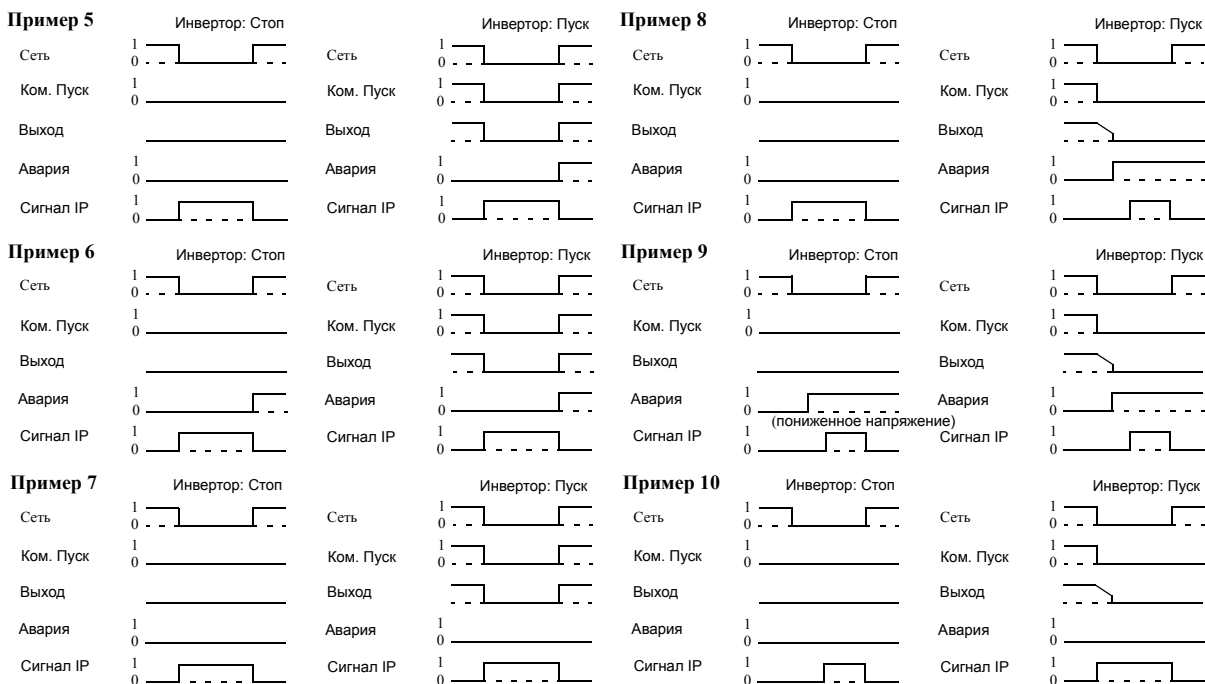 Пример 5
Инвертор: Стоп
Сеть
1
0
Ком. Пуск
1
0
Выход
Авария
1
0
Сигнал IP
1
0
Инвертор: Пуск
Сеть
1
0
Ком. Пуск
1
0
Выход
Авария
1
0
Сигнал IP
1
0
Пример 8
Инвертор: Стоп
Сеть
1
0
Ком. Пуск
1
0
Выход
Авария
1
0
Сигнал IP
1
0
Инвертор: Пуск
Сеть
1
0
Ком. Пуск
1
0
Выход
Авария
1
0
Сигнал IP
1
0
Пример 6
Инвертор: Стоп
Сеть
1
0
Ком. Пуск
1
0
Выход
Авария
1
0
Сигнал IP
1
0
Инвертор: Пуск
Сеть
1
0
Ком. Пуск
1
0
Выход
Авария
1
0
Сигнал IP
1
0
Пример 9
Инвертор: Стоп
Сеть
1
0
Ком. Пуск
1
0
Выход
Авария
1
0
(пониженное напряжение)
Сигнал IP
1
0
Инвертор: Пуск
Сеть
1
0
Ком. Пуск
1
0
Выход
Авария
1
0
Сигнал IP
1
0
Пример 7
Инвертор: Стоп
Сеть
1
0
Ком. Пуск
1
0
Выход
Авария
1
0
Сигнал IP
1
0
Инвертор: Пуск
Сеть
1
0
Ком. Пуск
1
0
Выход
Авария
1
0
Сигнал IP
1
0
Пример 10
Инвертор: Стоп
Сеть
1
0
Ком. Пуск
1
0
Выход
Авария
1
0
Сигнал IP
1
0
Инвертор: Пуск
Сеть
1
0
Ком. Пуск
1
0
Выход
Авария
1
0
Сигнал IP
1
0